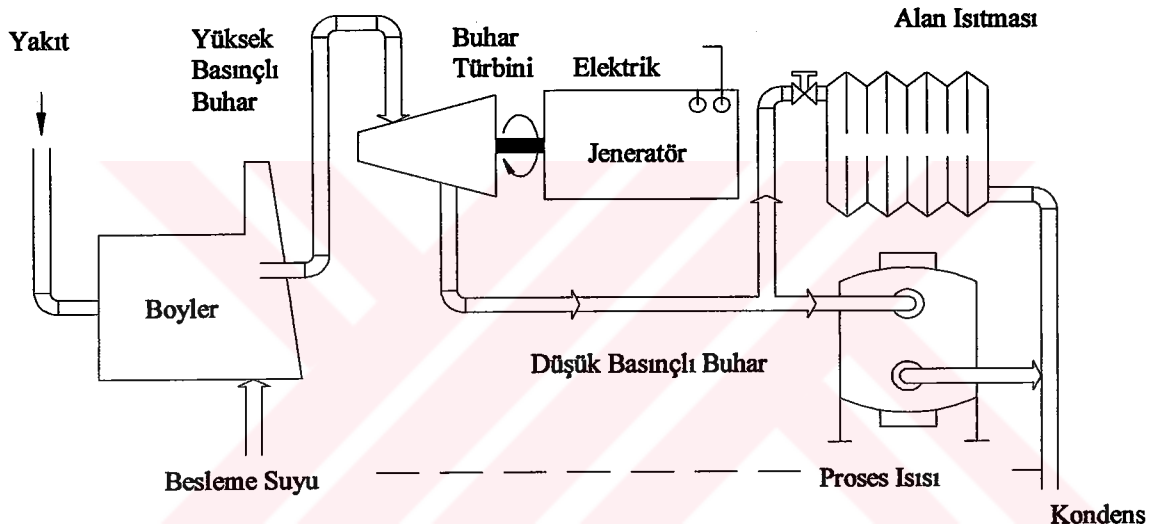 Yakıt
Yüksek
Basınçlı
Buhar
Buhar
Türbini
Elektrik
Alan Isıtması
Jeneratör
Boyler
Düşük Basınçlı Buhar
Besleme Suyu
Proses Isısı
Kondens